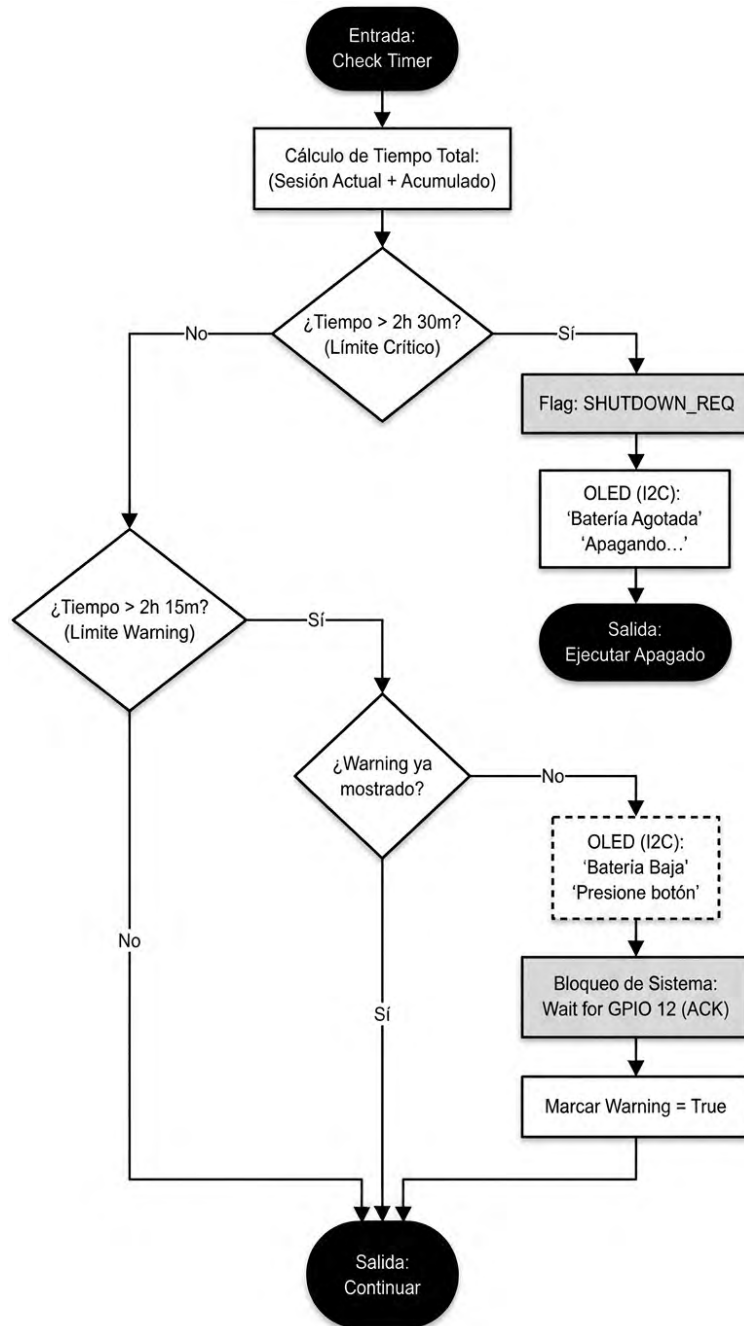 Entrada:
Check Timer
Cálculo de Tiempo Total:
(Sesión Actual + Acumulado)
¿Tiempo > 2h 30m?
(Límite Crítico)
No
Sí
Flag: SHUTDOWN_REQ
OLED (I2C):
‘Batería Agotada’
‘Apagando...’
Salida:
Ejecutar Apagado
¿Tiempo > 2h 15m?
(Límite Warning)
Sí
¿Warning ya
mostrado?
No
OLED (I2C):
‘Batería Baja’
‘Presione botón’
No
Sí
Bloqueo de Sistema:
Wait for GPIO 12 (ACK)
Marcar Warning = True
Salida:
Continuar